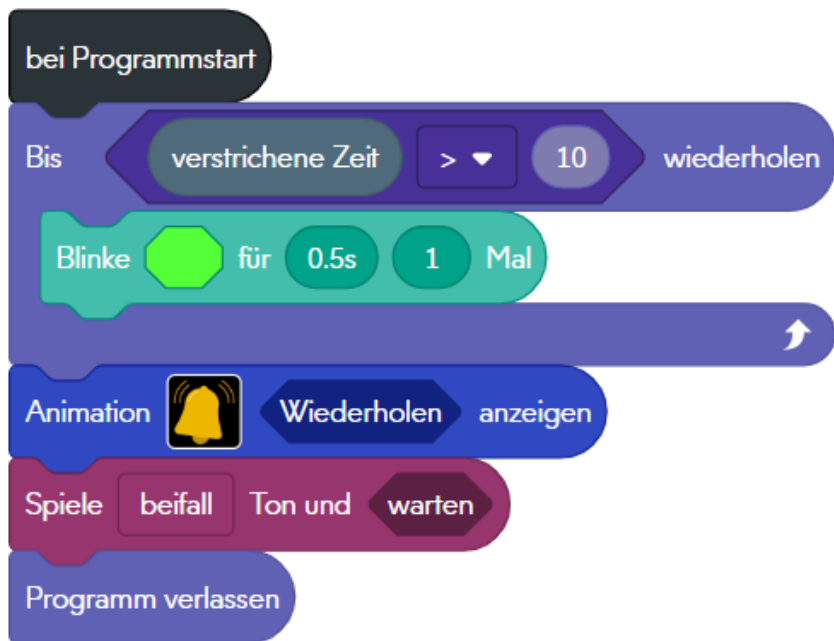 bei Programmstart
Bis verstrichene Zeit > 10 wiederholen
Blinke für 0.5s 1 Mal
Animation Wiederholen anzeigen
Spiele beifall Ton und warten
Programm verlassen